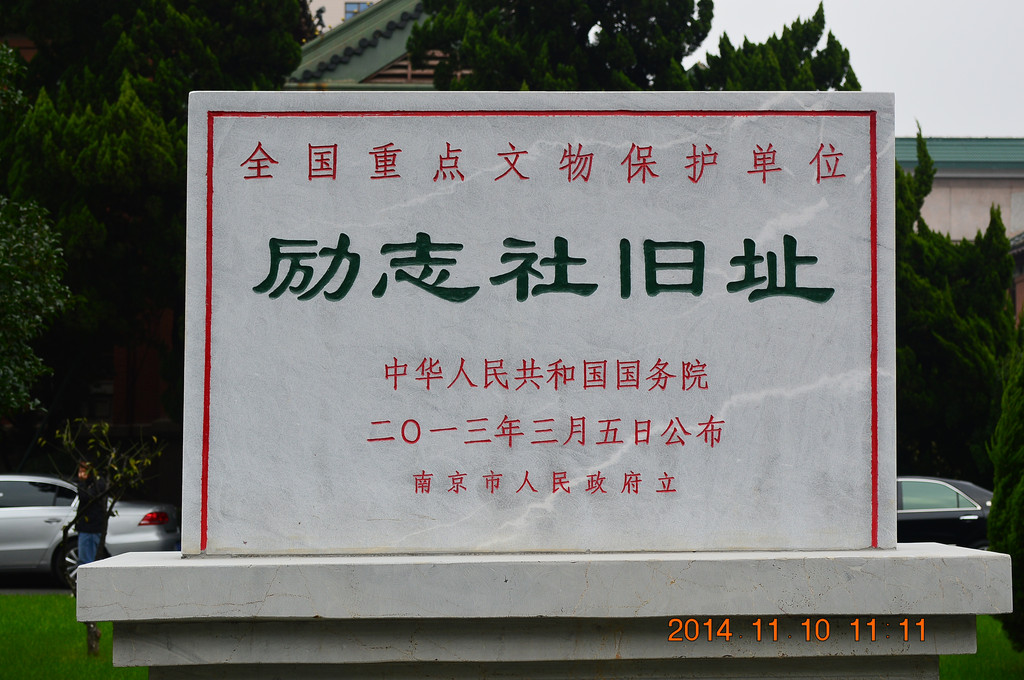 全国重点文物保护单位
励志社旧址
中华人民共和国国务院
二〇一三年三月五日公布
南京市人民政府立
2014 11 10 11:11